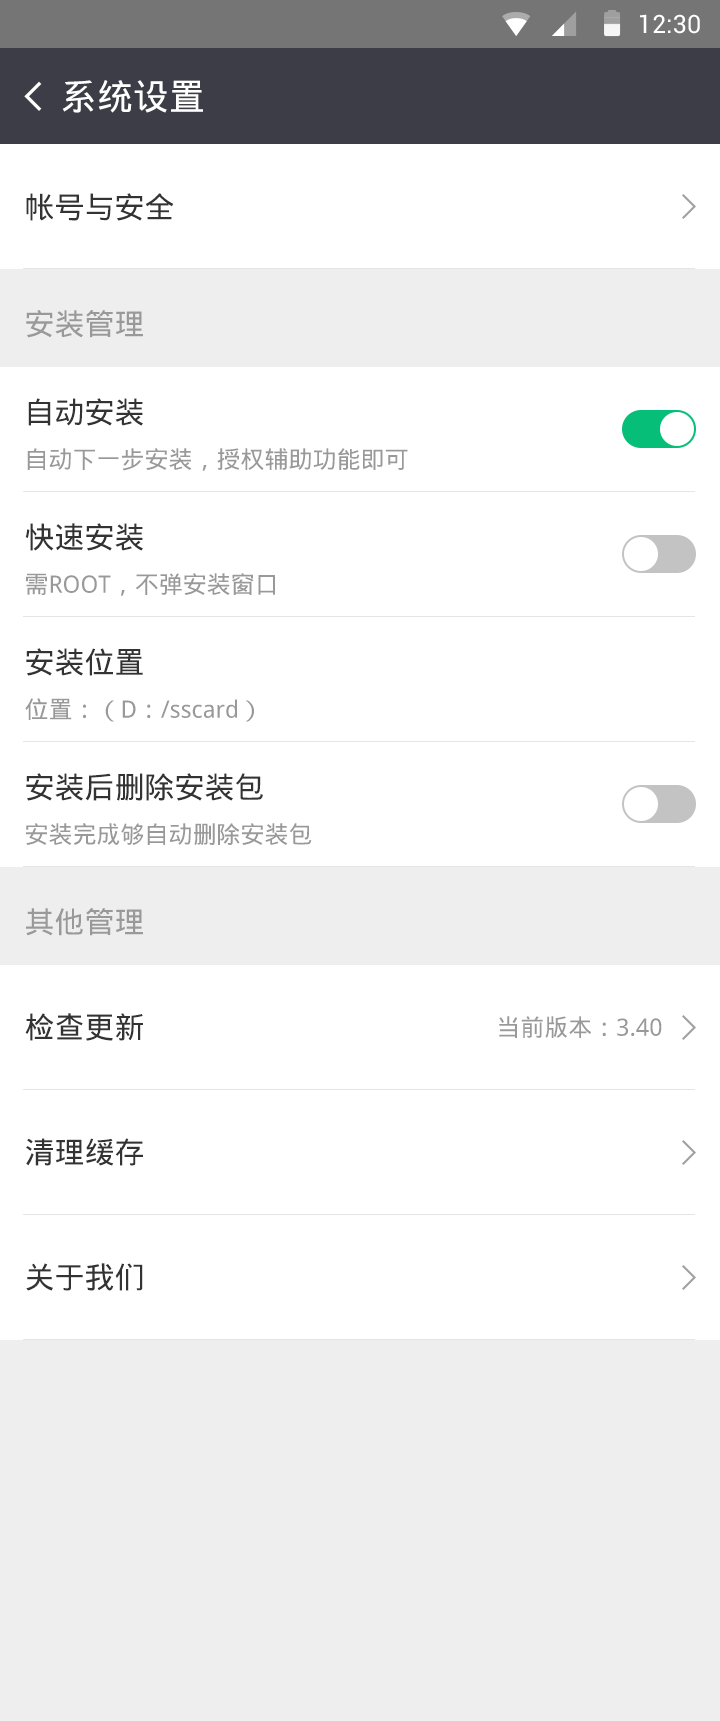 12:30
系统设置
帐号与安全
安装管理
自动安装
自动下一步安装，授权辅助功能即可
快速安装
需ROOT，不弹安装窗口
安装位置
位置：（D：/sscard）
安装后删除安装包
安装完成够自动删除安装包
其他管理
检查更新 当前版本：3.40
清理缓存
关于我们